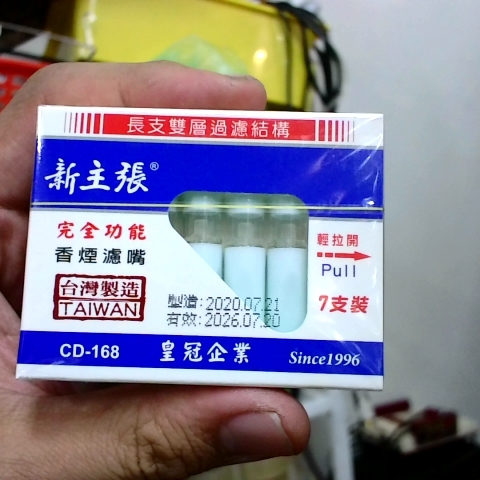 長支雙層過濾結構
新主張®
完全功能
香煙濾嘴
輕拉開
Pull
台灣製造
TAIWAN
製造:2020.07.21
有效:2026.07.20
7支裝
CD-168 皇冠企業 Since1996